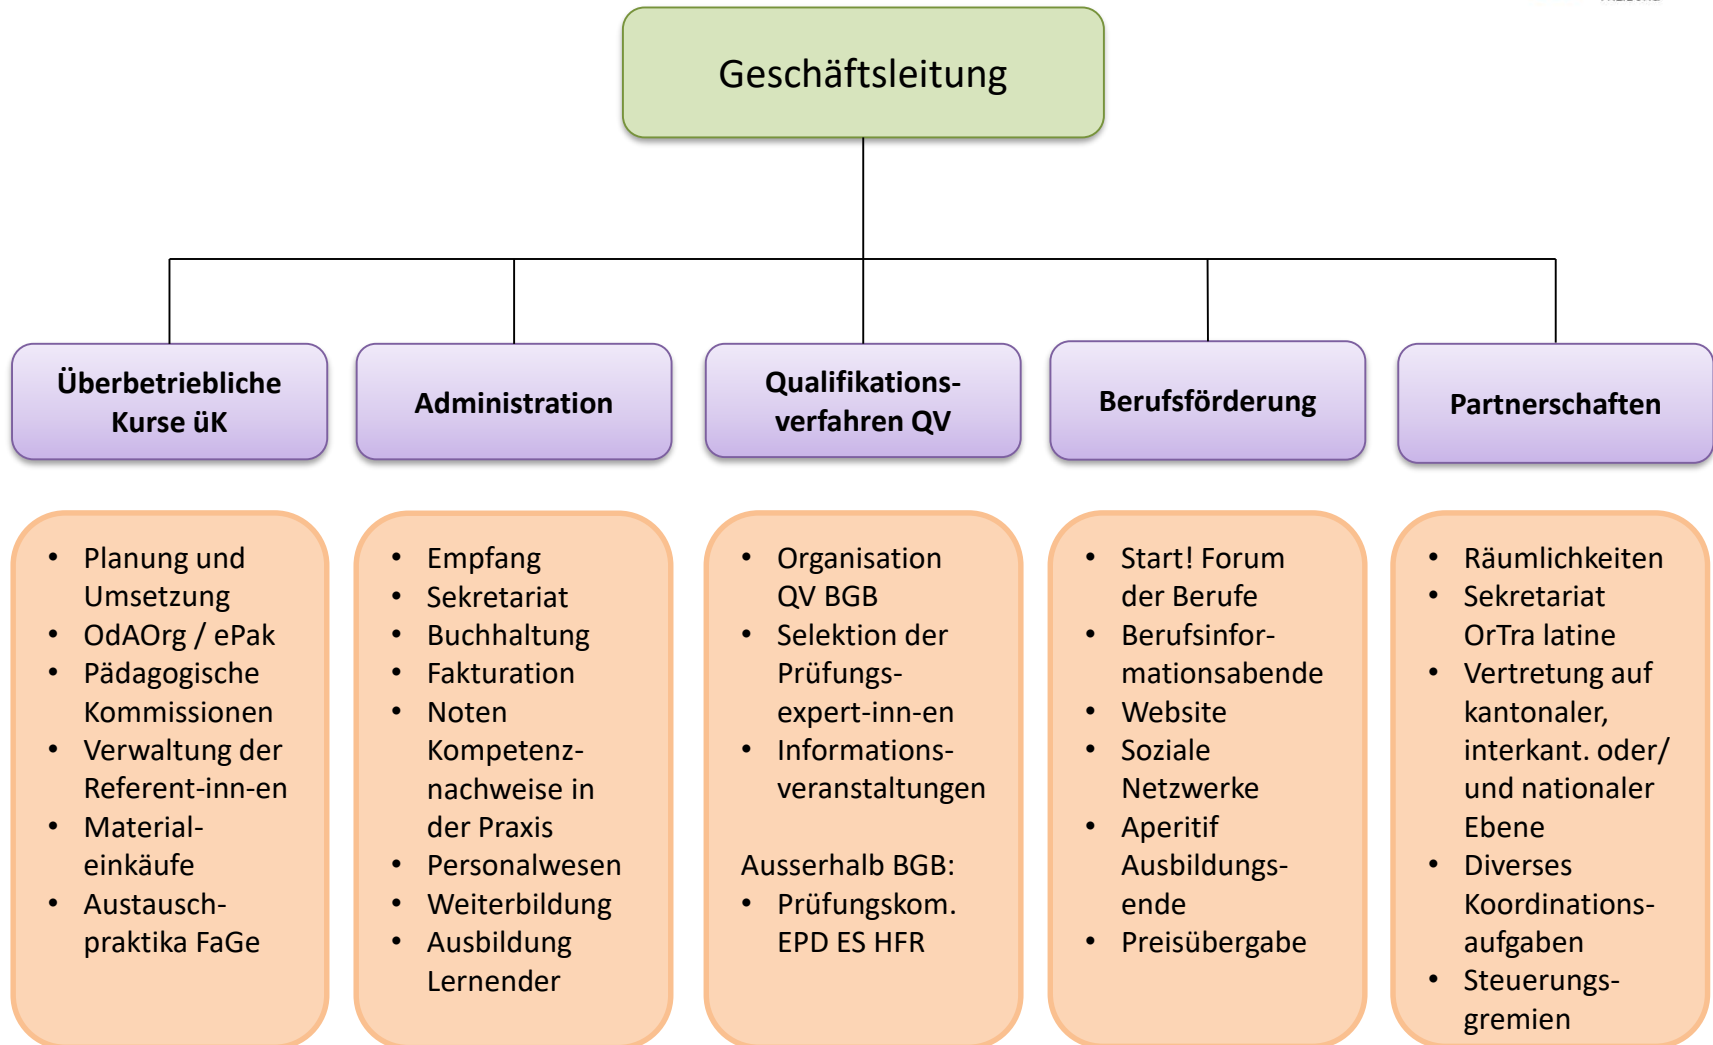 Geschäftsleitung
Überbetriebliche
Kurse üK
Administration
Qualifikations-
verfahren QV
Berufsförderung
Partnerschaften
• Planung und
Umsetzung
• OdAOrg / ePak
• Pädagogische
Kommissionen
• Verwaltung der
Referent-inn-en
• Material-
einkäufe
• Austausch-
praktika FaGe
• Empfang
• Sekretariat
• Buchhaltung
• Fakturation
• Noten
Kompetenz-
nachweise in
der Praxis
• Personalwesen
• Weiterbildung
• Ausbildung
Lernender
• Organisation
QV BGB
• Selektion der
Prüfungs-
expert-inn-en
• Informations-
veranstaltungen
Ausserhalb BGB:
• Prüfungskom.
EPD ES HFR
• Start! Forum
der Berufe
• Berufsinfor-
mationsabende
• Website
• Soziale
Netzwerke
• Aperitif
Ausbildungs-
ende
• Preisübergabe
• Räumlichkeiten
• Sekretariat
OrTra latine
• Vertretung auf
kantonaler,
interkant. oder/
und nationaler
Ebene
• Diverses
Koordinations-
aufgaben
• Steuerungs-
gremien